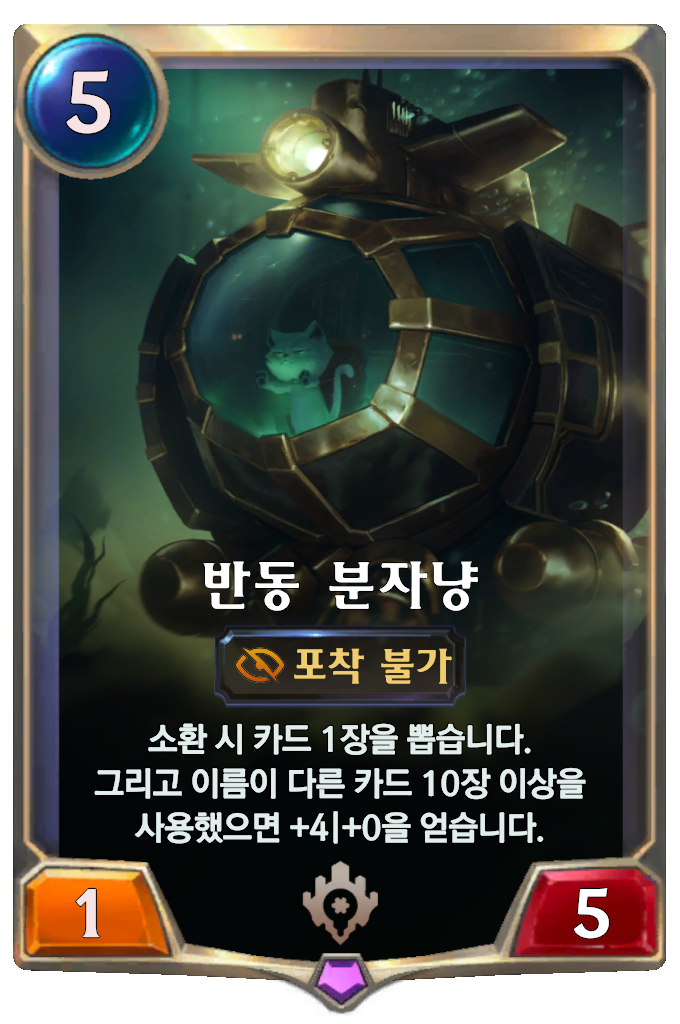 5
반동 분자냥
포착 불가
소환 시 카드 1장을 뽑습니다.
그리고 이름이 다른 카드 10장 이상을
사용했으면 +4|+0을 얻습니다.
1
5